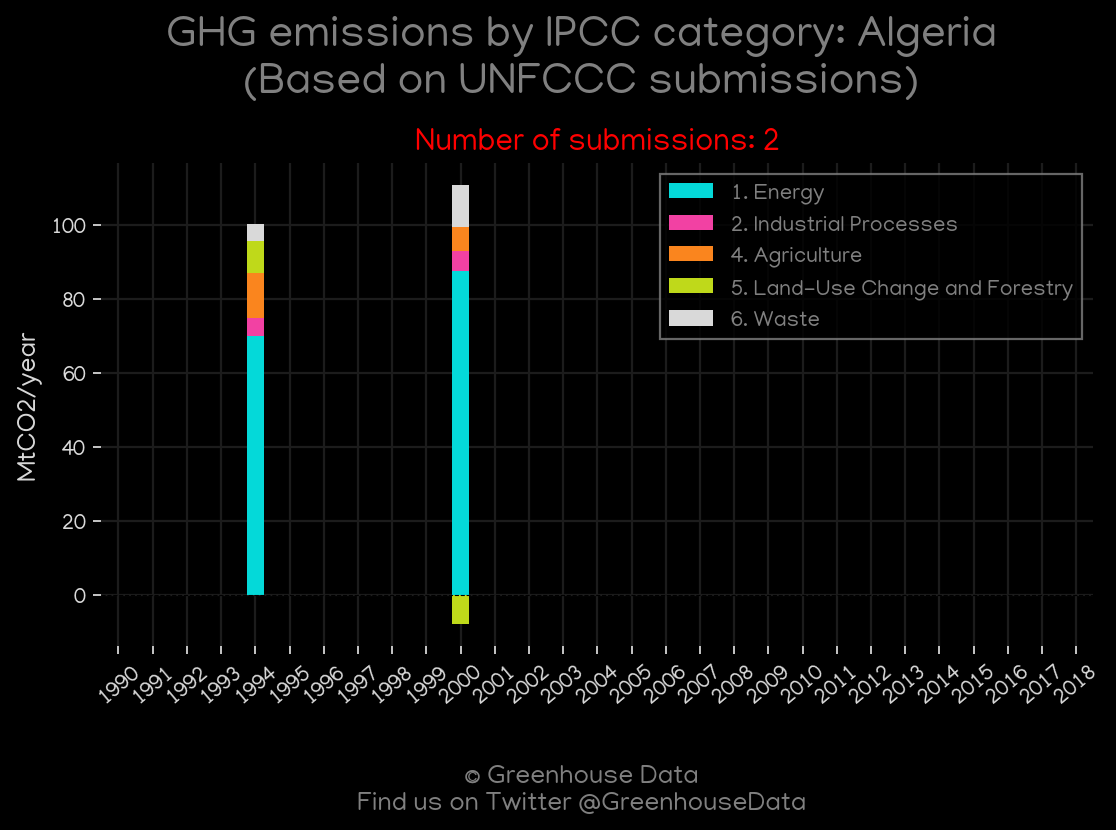 GHG emissions by IPCC category: Algeria
(Based on UNFCCC submissions)
Number of submissions: 2
1. Energy
2. Industrial Processes
4. Agriculture
5. Land-Use Change and Forestry
6. Waste
MtCO2/year
100
80
60
40
20
0
1990 1991 1992 1993 1994 1995 1996 1997 1998 1999 2000 2001 2002 2003 2004 2005 2006 2007 2008 2009 2010 2011 2012 2013 2014 2015 2016 2017 2018
© Greenhouse Data
Find us on Twitter @GreenhouseData